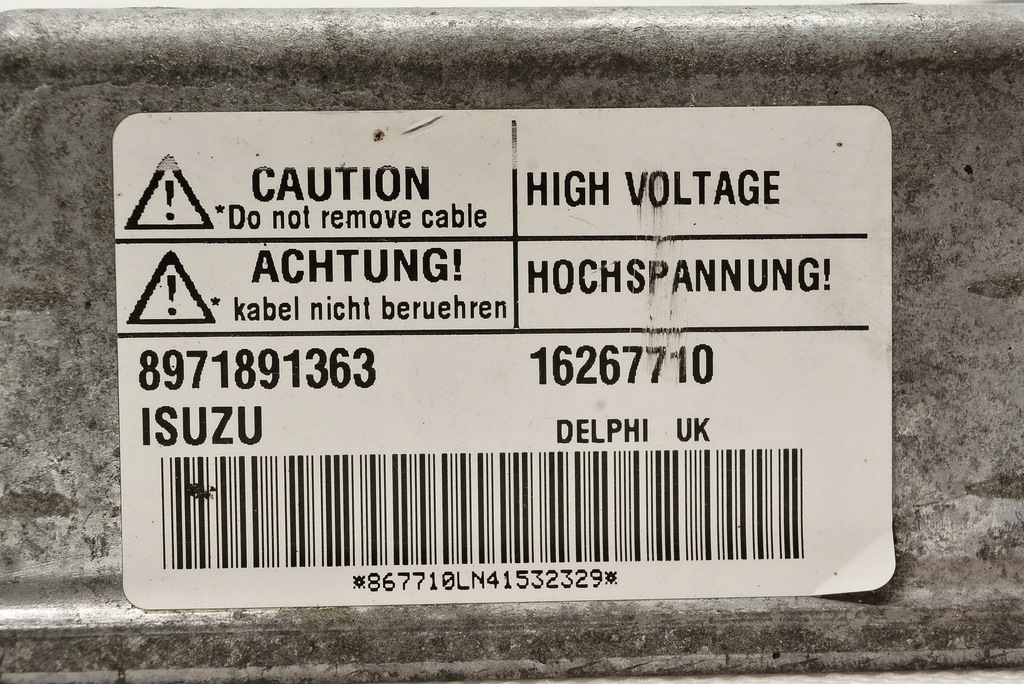 CAUTION
*Do not remove cable
HIGH VOLTAGE
ACHTUNG!
* kabel nicht beruehren
HOCHSPANNUNG!
8971891363
16267710
ISUZU
DELPHI UK
*867710LN41532329*